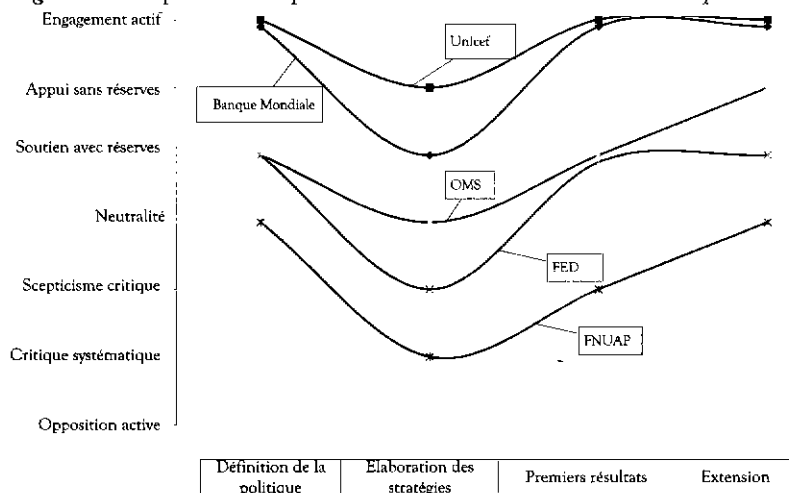 Engagement actif
Unicef
Appui sans réserves
Banque Mondiale
Soutien avec réserves
OMS
Neutralité
FED
Scepticisme critique
FNUAP
Critique systématique
Opposition active
Définition de la
politique
Elaboration des
stratégies
Premiers résultats
Extension